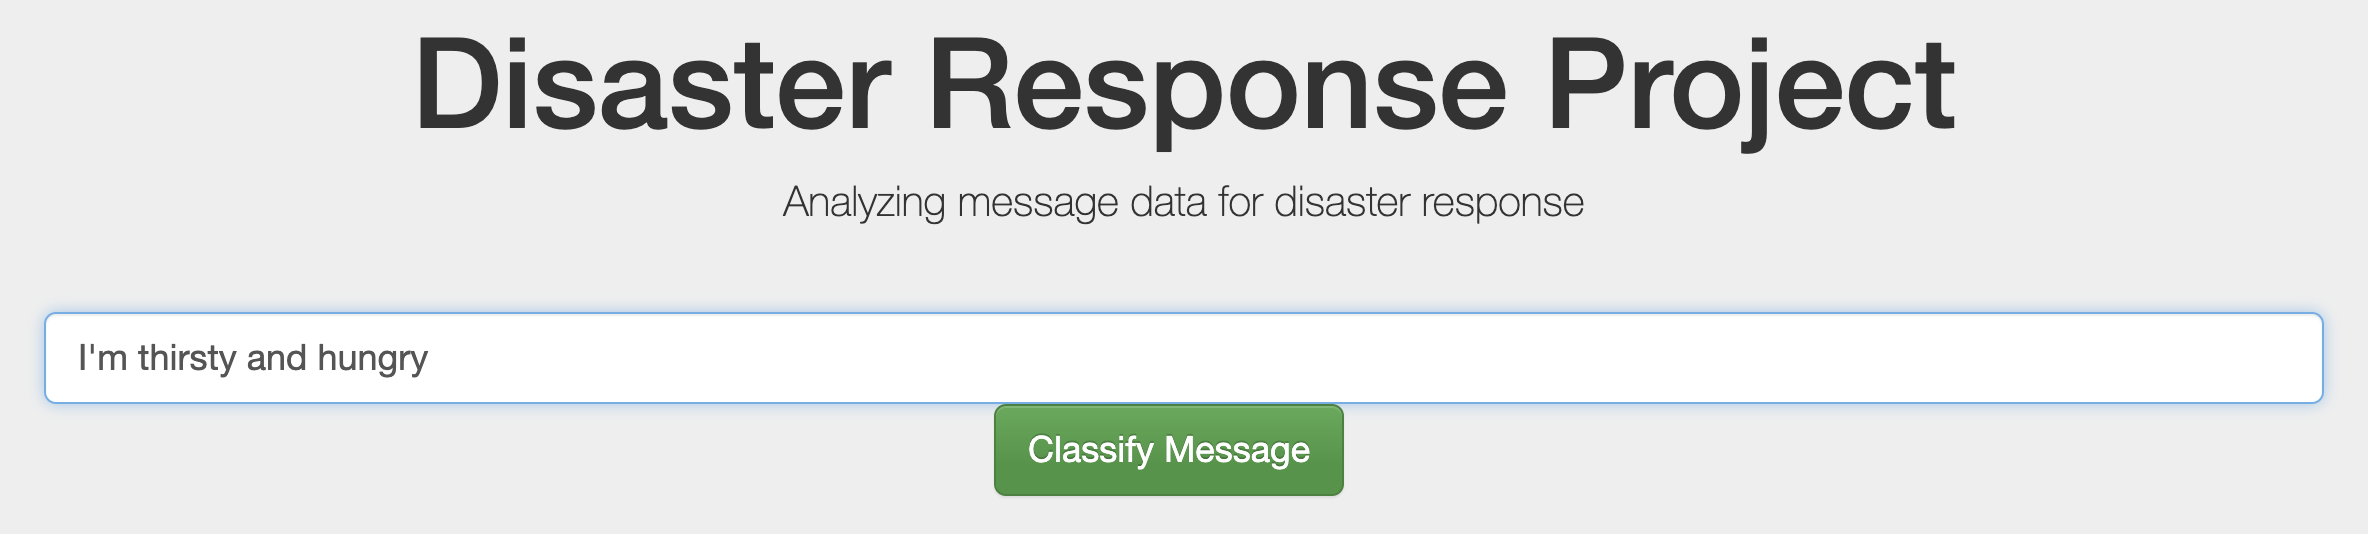 Disaster Response Project
Analyzing message data for disaster response
I'm thirsty and hungry
Classify Message